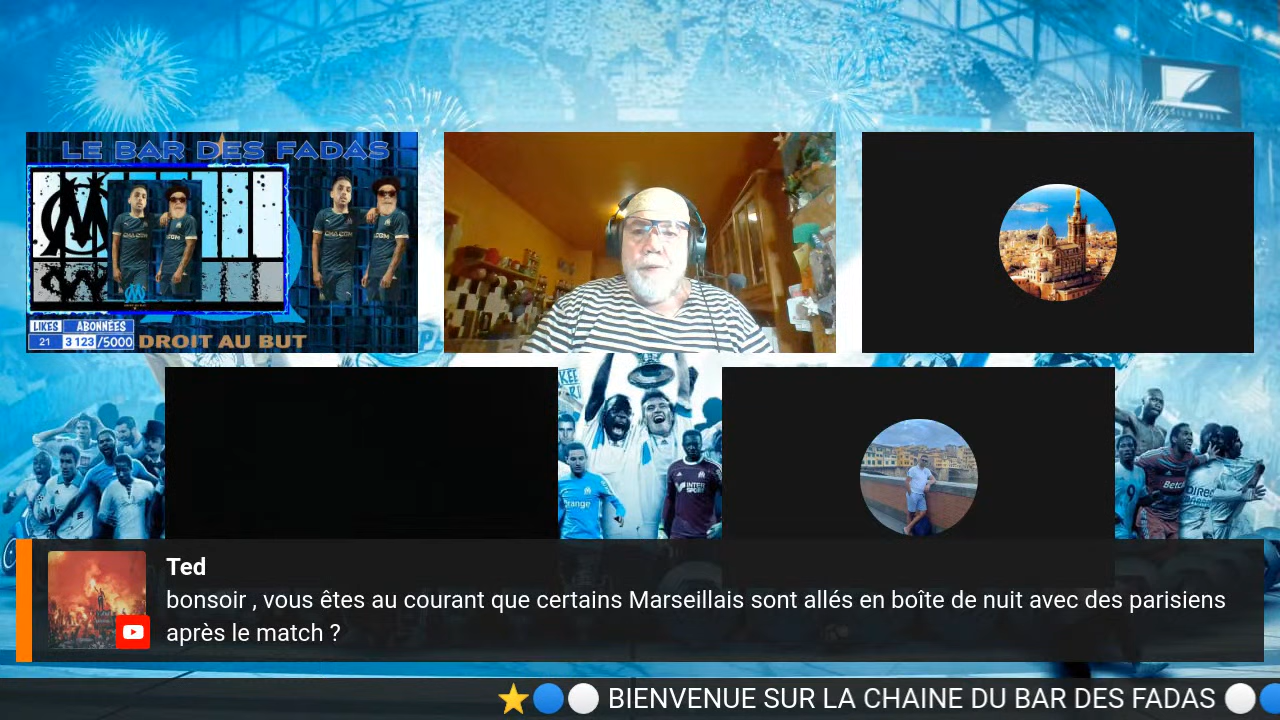 LE BAR DES FADAS
LIKES
ABONNÉES
21
3 123 /5000
DROIT AU BUT
Ted
bonsoir , vous êtes au courant que certains Marseillais sont allés en boîte de nuit avec des parisiens
après le match ?
BIENVENUE SUR LA CHAINE DU BAR DES FADAS